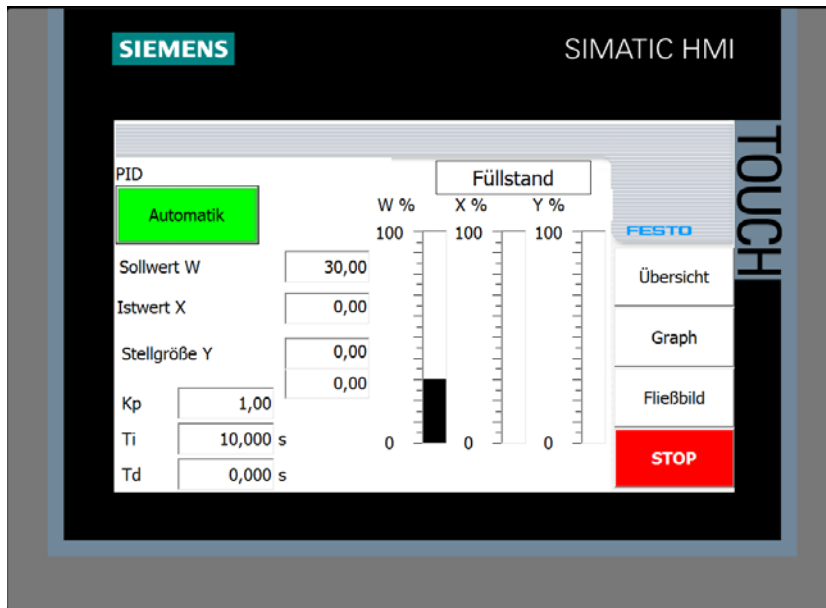 SIEMENS
SIMATIC HMI
TOUCH
PID
Automatik
Füllstand
W %
X %
Y %
100
100
100
FESTO
Sollwert W
30,00
Übersicht
Istwert X
0,00
Graph
Stellgröße Y
0,00
0,00
Fließbild
Kp
1,00
Ti
10,000 s
0
0
0
STOP
Td
0,000 s